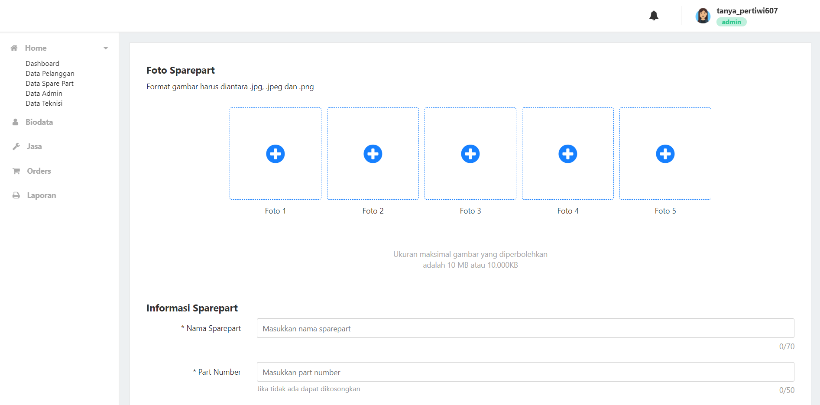 tanya_pertiwi607
admin
Home
Dashboard
Data Pelanggan
Data Spare Part
Data Admin
Data Teknisi
Biodata
Jasa
Orders
Laporan
Foto Sparepart
Format gambar harus diantara .jpg, .jpeg dan .png
Foto 1 Foto 2 Foto 3 Foto 4 Foto 5
Ukuran maksimal gambar yang diperbolehkan
adalah 10 MB atau 10.000KB
Informasi Sparepart
* Nama Sparepart Masukkan nama sparepart
0/70
* Part Number Masukkan part number
Jika tidak ada dapat dikosongkan 0/50